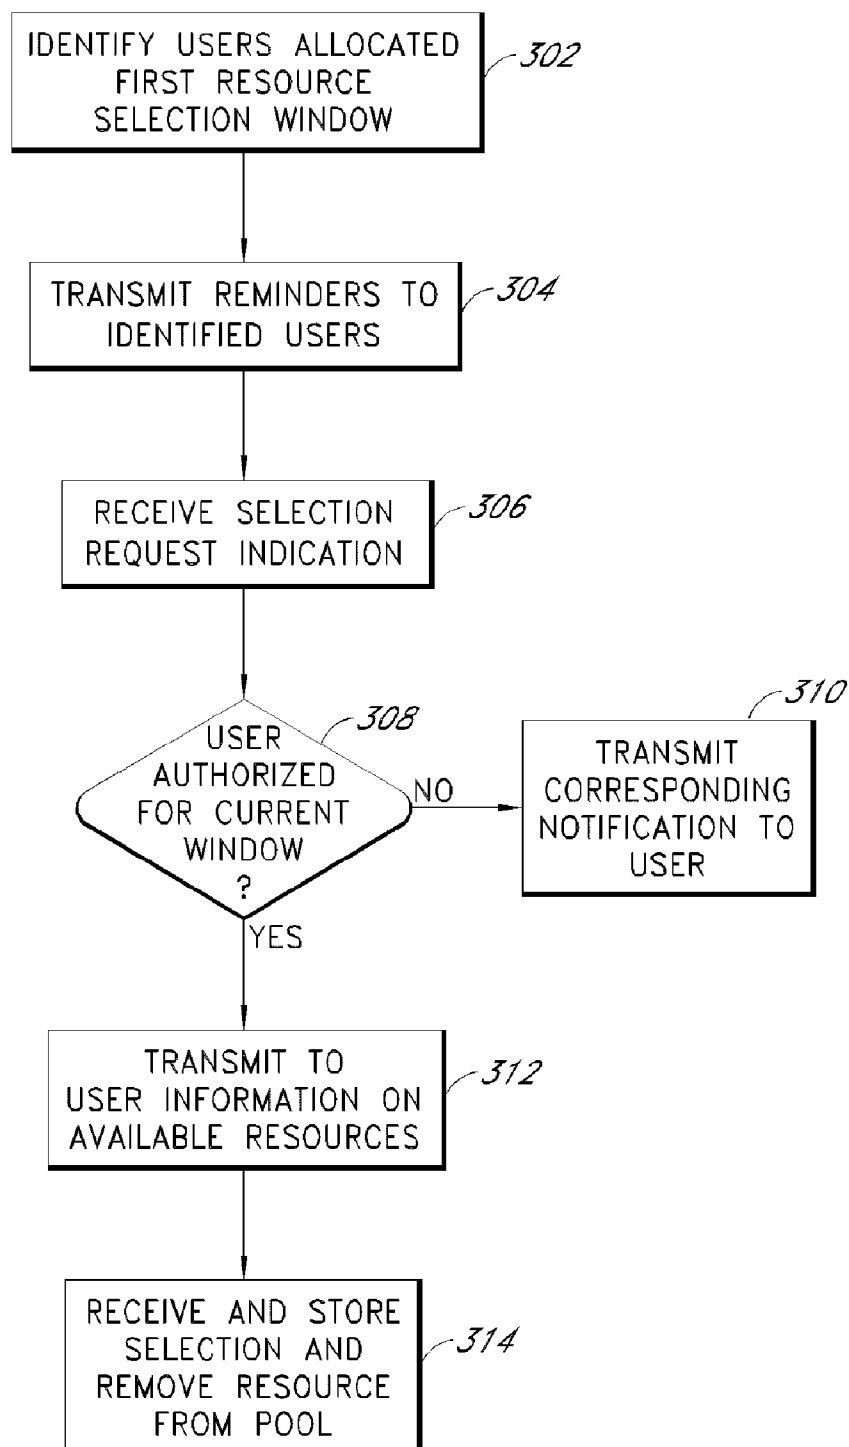 IDENTIFY USERS ALLOCATED
FIRST RESOURCE
SELECTION WINDOW
302
TRANSMIT REMINDERS TO
IDENTIFIED USERS
304
RECEIVE SELECTION
REQUEST INDICATION
306
USER
AUTHORIZED
FOR CURRENT
WINDOW
?
308
NO
TRANSMIT
CORRESPONDING
NOTIFICATION TO
USER
310
YES
TRANSMIT TO
USER INFORMATION ON
AVAILABLE RESOURCES
312
RECEIVE AND STORE
SELECTION AND
REMOVE RESOURCE
FROM POOL
314